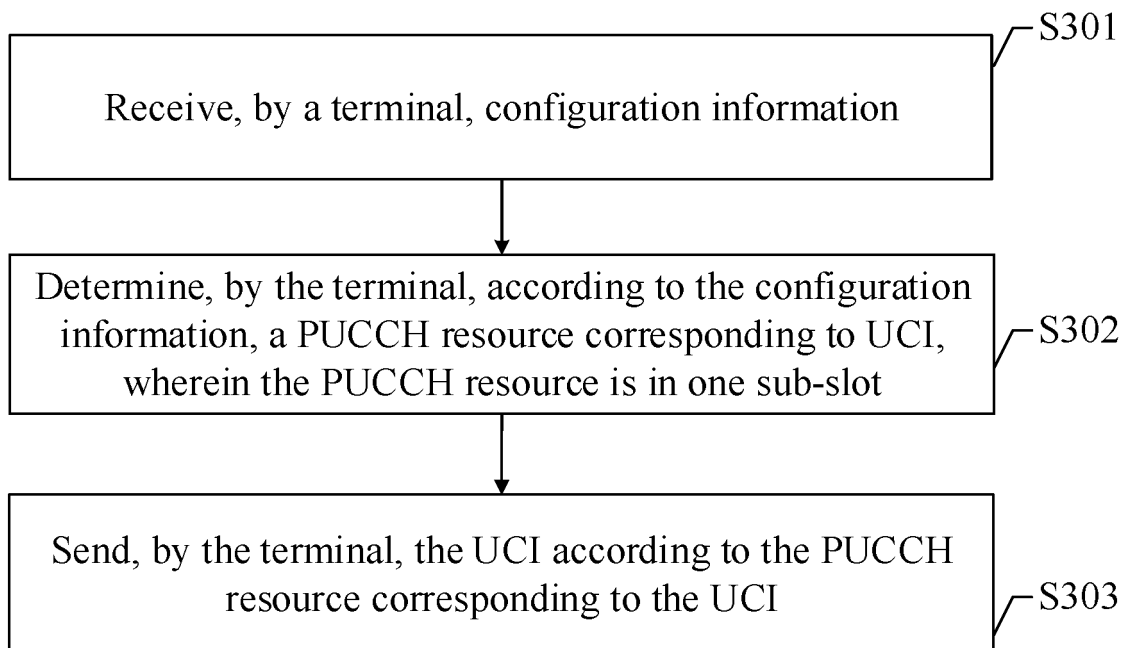 S301
Receive, by a terminal, configuration information
Determine, by the terminal, according to the configuration
information, a PUCCH resource corresponding to UCI,
wherein the PUCCH resource is in one sub-slot
S302
Send, by the terminal, the UCI according to the PUCCH
resource corresponding to the UCI
S303